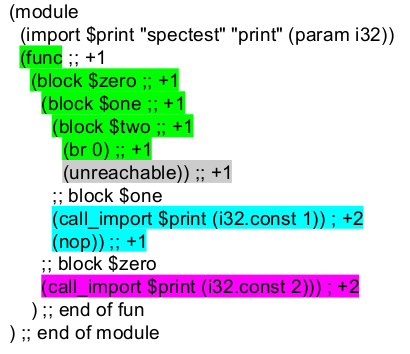 (module
(import $print "spectest" "print" (param i32))
(func ;; +1
(block $zero ;; +1
(block $one ;; +1
(block $two ;; +1
(br 0) ;; +1
(unreachable)) ;; +1
;; block $one
(call_import $print (i32.const 1)) ; +2
(nop)) ;; +1
;; block $zero
(call_import $print (i32.const 2))) ; +2
) ;; end of fun
) ;; end of module